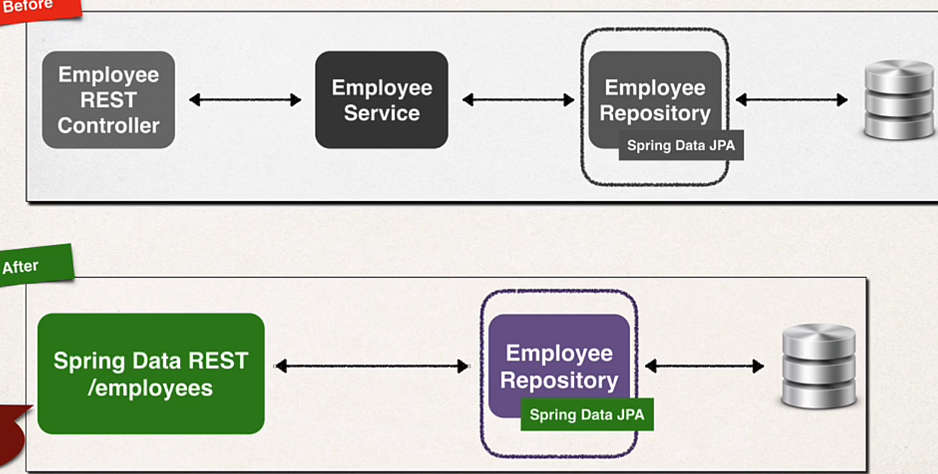 Before
Employee
REST
Controller
Employee
Service
Employee
Repository
Spring Data JPA
After
Spring Data REST
/employees
Employee
Repository
Spring Data JPA